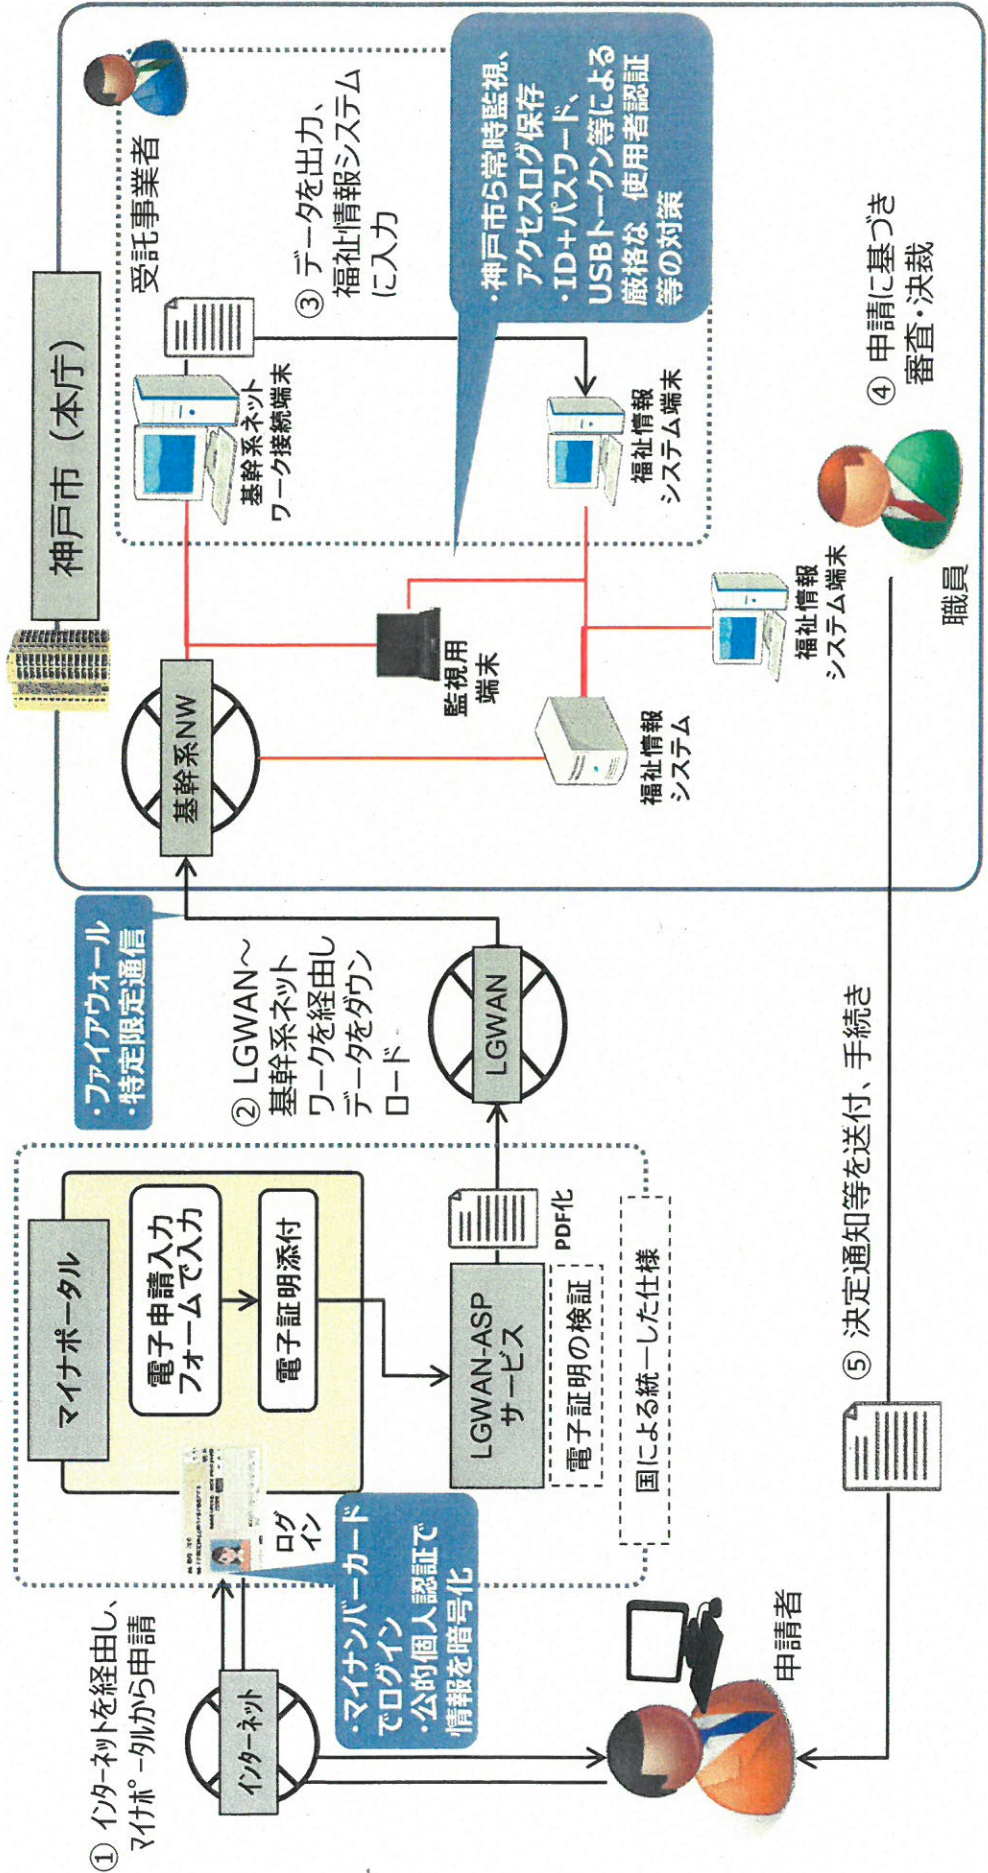 ① インターネットを経由し、
マイナポータルから申請
インターネット
・マイナンバーカード
でログイン
・公的個人認証で
情報を暗号化
ログ
イン
マイナポータル
電子申請入力
フォームで入力
電子証明添付
LGWAN-ASP
サービス
電子証明の検証
国による統一した仕様
PDF化
申請者
② LGWAN～
基幹系ネット
ワークを経由し
データをダウン
ロード
LGWAN
・ファイアウォール
・特定限定通信
神戸市（本庁）
基幹系NW
監視用
端末
福祉情報
システム
福祉情報
システム端末
基幹系ネット
ワーク接続端末
受託事業者
③ データを出力、
福祉情報システム
に入力
福祉情報
システム端末
・神戸市ら常時監視、
アクセスログ保存
・ID+パスワード、
USBトークン等による
厳格な 使用者認証
等の対策
④ 申請に基づき
審査・決裁
職員
⑤ 決定通知等を送付、手続き